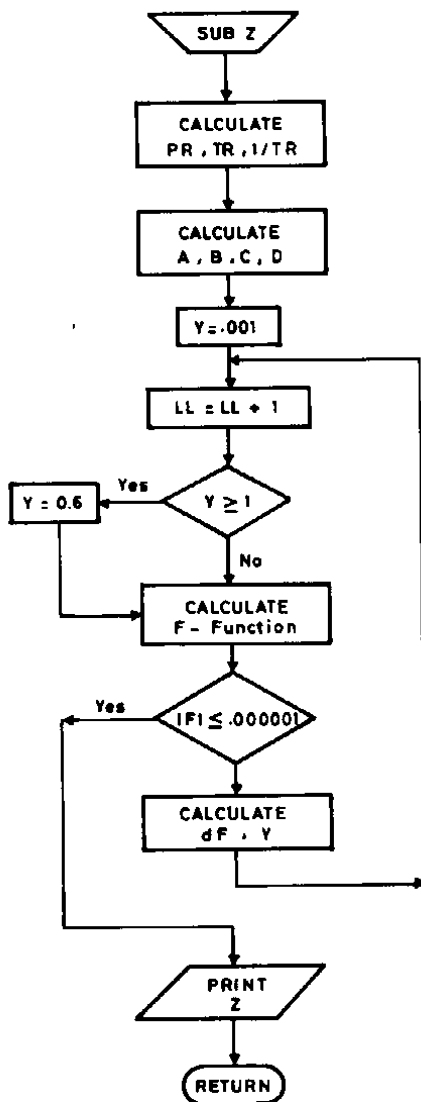 SUB Z
CALCULATE
PR, TR, 1/TR
CALCULATE
A, B, C, D
Y=.001
LL = LL + 1
Yes
Y = 0.6
Y ≥ 1
No
CALCULATE
F - Function
Yes
IF1 ≤ .000001
CALCULATE
dF, Y
PRINT
Z
RETURN